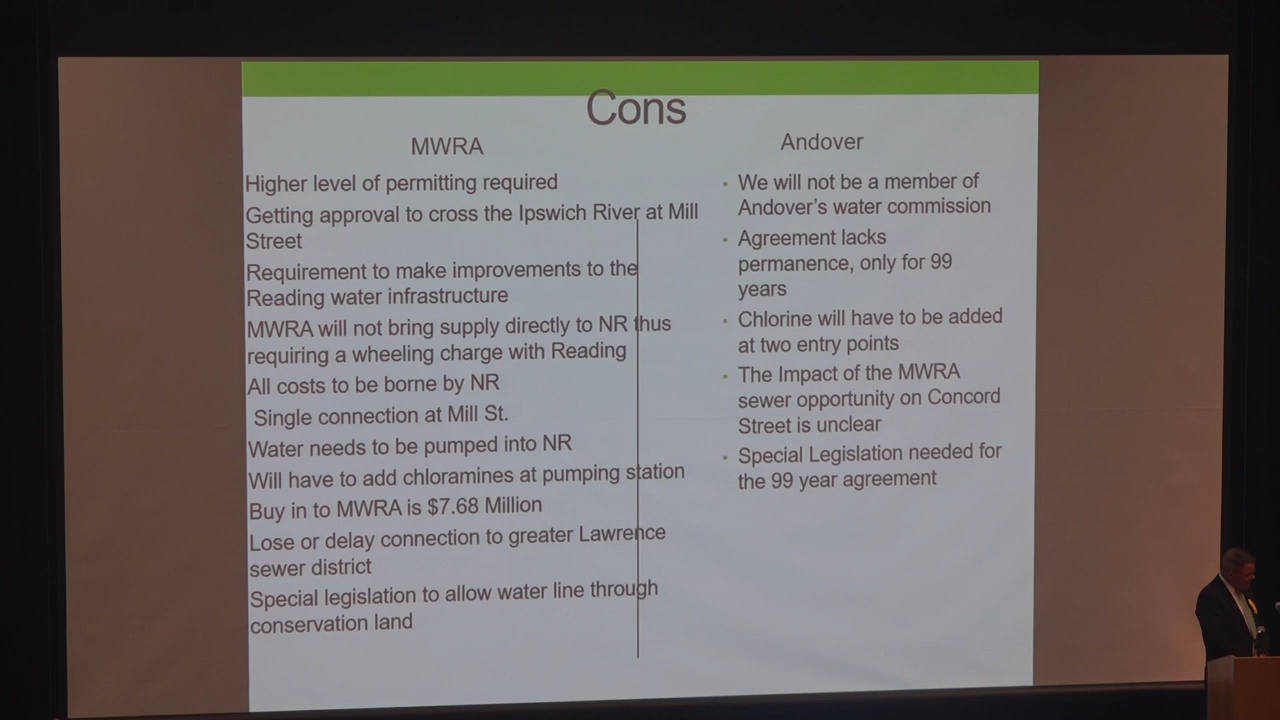 Cons
MWRA
Higher level of permitting required
Getting approval to cross the Ipswich River at Mill
Street
Requirement to make improvements to the
Reading water infrastructure
MWRA will not bring supply directly to NR thus
requiring a wheeling charge with Reading
All costs to be borne by NR
Single connection at Mill St.
Water needs to be pumped into NR
Will have to add chloramines at pumping station
Buy in to MWRA is $7.68 Million
Lose or delay connection to greater Lawrence
sewer district
Special legislation to allow water line through
conservation land
Andover
• We will not be a member of
Andover's water commission
• Agreement lacks
permanence, only for 99
years
• Chlorine will have to be added
at two entry points
• The Impact of the MWRA
sewer opportunity on Concord
Street is unclear
• Special Legislation needed for
the 99 year agreement